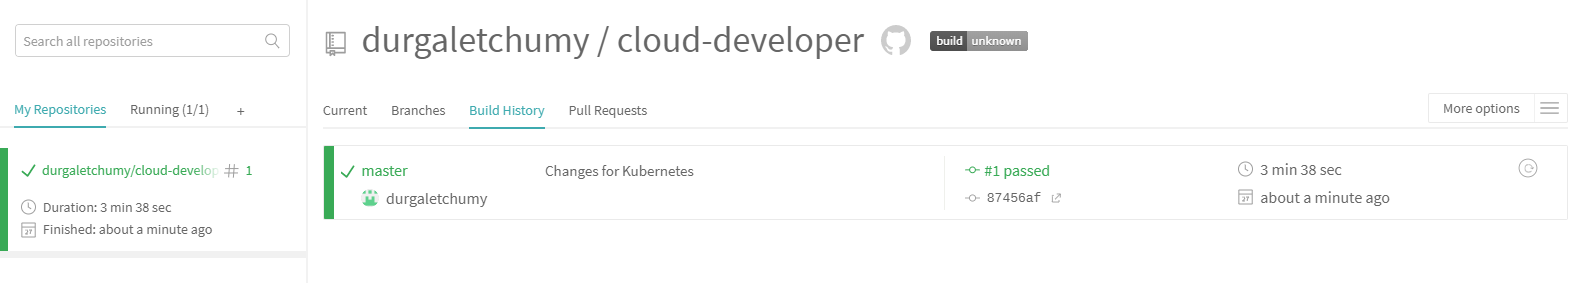 Search all repositories
My Repositories
Running (1/1)
+
durgaletchumy/cloud-develop
# 1
Duration: 3 min 38 sec
27 Finished: about a minute ago
durgaletchumy / cloud-developer
build unknown
Current
Branches
Build History
Pull Requests
More options
master
Changes for Kubernetes
#1 passed
3 min 38 sec
durgaletchumy
87456af
27 about a minute ago